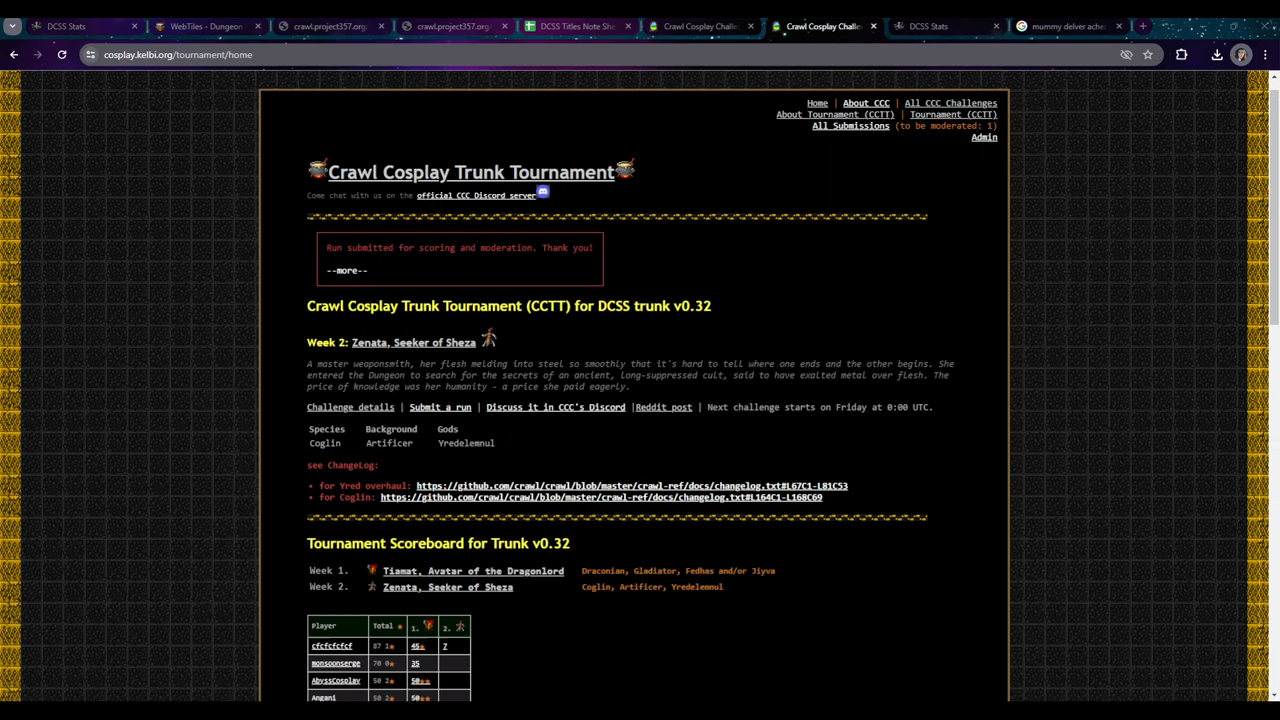 DCSS Stats
WebTiles - Dungeon
crawl.project357.org
crawl.project357.org
DCSS Titles Note She
Crawl Cosplay Challe
Crawl Cosplay Challe
DCSS Stats
mummy delver ache
cosplay.kelbi.org/tournament/home
Home | About CCC | All CCC Challenges
About Tournament (CCTT) | Tournament (CCTT)
All Submissions (to be moderated: 1)
Admin
Crawl Cosplay Trunk Tournament
Come chat with us on the official CCC Discord server
Run submitted for scoring and moderation. Thank you!
--more--
Crawl Cosplay Trunk Tournament (CCTT) for DCSS trunk v0.32
Week 2: Zenata, Seeker of Sheza
A master weaponsmith, her flesh melding into steel so smoothly that it's hard to tell where one ends and the other begins. She
entered the Dungeon to search for the secrets of an ancient, long-suppressed cult, said to have exalted metal over flesh. The
price of knowledge was her humanity - a price she paid eagerly.
Challenge details | Submit a run | Discuss it in CCC's Discord |Reddit post | Next challenge starts on Friday at 0:00 UTC.
Species Background Gods
Coglin Artificer Yredelemnul
see ChangeLog:
• for Yred overhaul: https://github.com/crawl/crawl/blob/master/crawl-ref/docs/changelog.txt#L67C1-L81C53
• for Coglin: https://github.com/crawl/crawl/blob/master/crawl-ref/docs/changelog.txt#L164C1-L168C69
Tournament Scoreboard for Trunk v0.32
Week 1. Tiamat, Avatar of the Dragonlord Draconian, Gladiator, Fedhas and/or Jiyva
Week 2. Zenata, Seeker of Sheza Coglin, Artificer, Yredelemnul
Player Total ★ 1. 2.
cfcfcfcfcf 87 1★ 45★ 7
monsoonserge 70 0★ 35
AbyssCosplay 50 2★ 50★★
Angani 50 2★ 50★★